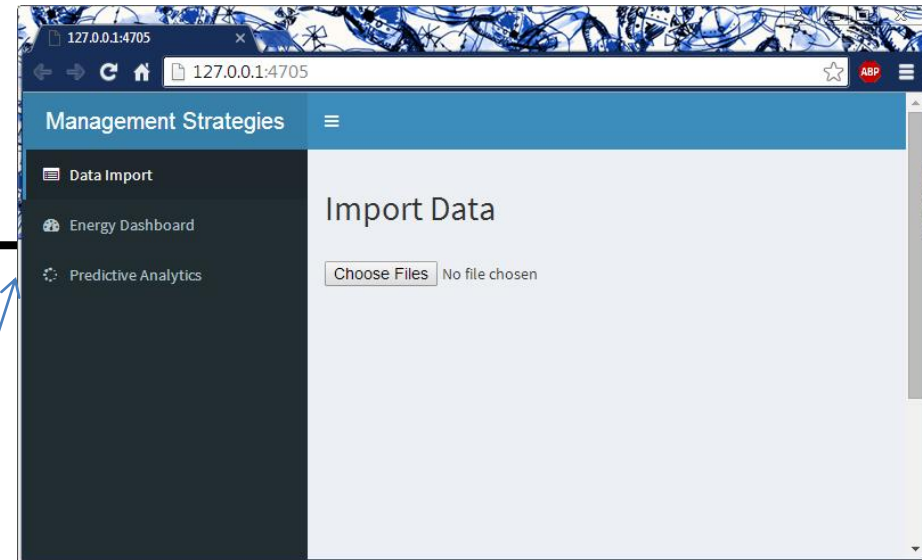 127.0.0.1:4705
127.0.0.1:4705
ABP
Management Strategies
Data Import
Energy Dashboard
Predictive Analytics
Import Data
Choose Files No file chosen